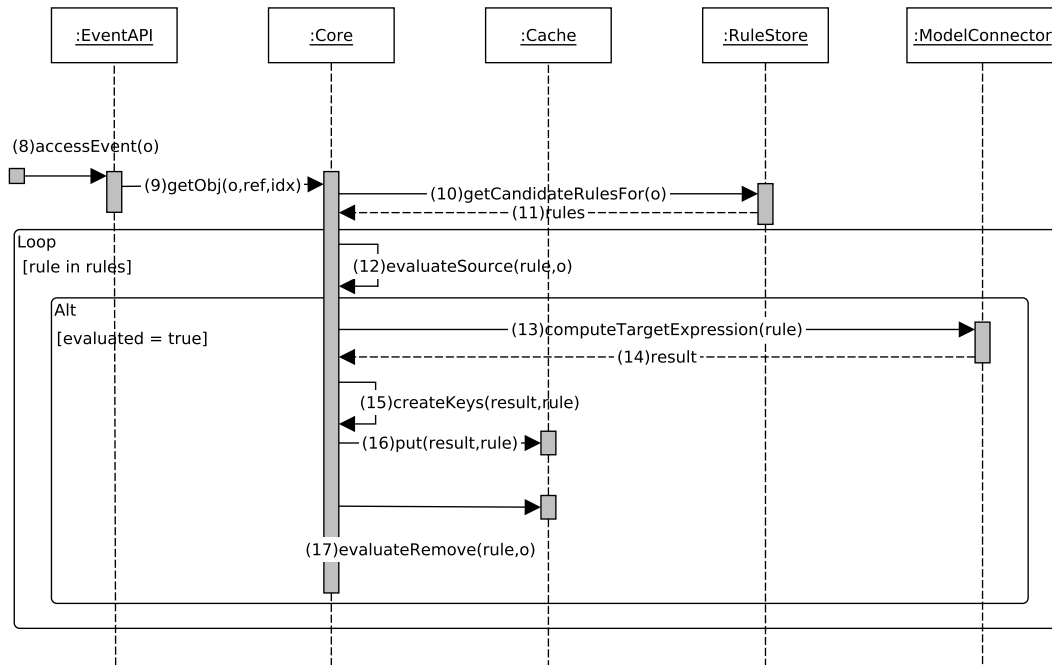 :EventAPI
:Core
:Cache
:RuleStore
:ModelConnector
(8)accessEvent(o)
(9)getObj(o,ref,idx)
(10)getCandidateRulesFor(o)
(11)rules
Loop
[rule in rules]
(12)evaluateSource(rule,o)
Alt
[evaluated = true]
(13)computeTargetExpression(rule)
(14)result
(15)createKeys(result,rule)
(16)put(result,rule)
(17)evaluateRemove(rule,o)